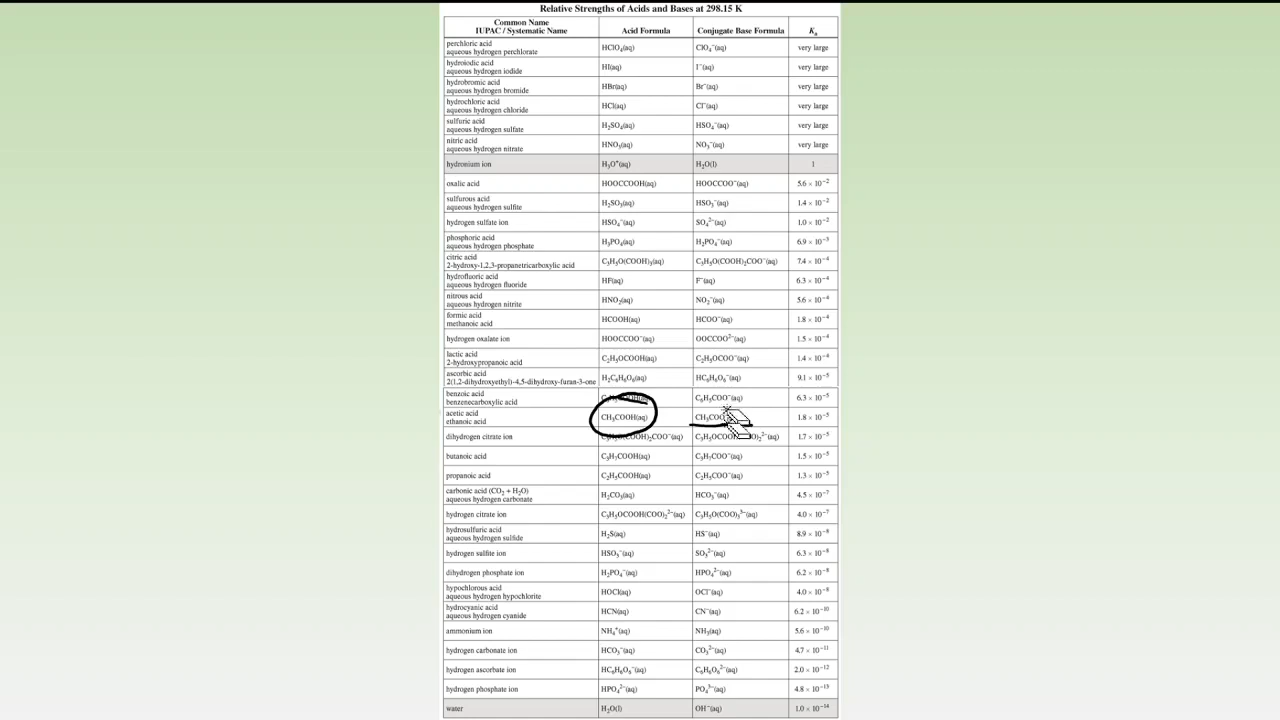 Relative Strengths of Acids and Bases at 298.15 K
Common Name
IUPAC / Systematic Name Acid Formula Conjugate Base Formula Kₐ
perchloric acid
aqueous hydrogen perchlorate HClO₄(aq) ClO₄⁻(aq) very large
hydroiodic acid
aqueous hydrogen iodide HI(aq) I⁻(aq) very large
hydrobromic acid
aqueous hydrogen bromide HBr(aq) Br⁻(aq) very large
hydrochloric acid
aqueous hydrogen chloride HCl(aq) Cl⁻(aq) very large
sulfuric acid
aqueous hydrogen sulfate H₂SO₄(aq) HSO₄⁻(aq) very large
nitric acid
aqueous hydrogen nitrate HNO₃(aq) NO₃⁻(aq) very large
hydronium ion H₃O⁺(aq) H₂O(l) 1
oxalic acid HOOCCOOH(aq) HOOCCOO⁻(aq) 5.6 × 10⁻²
sulfurous acid
aqueous hydrogen sulfite H₂SO₃(aq) HSO₃⁻(aq) 1.4 × 10⁻²
hydrogen sulfate ion HSO₄⁻(aq) SO₄²⁻(aq) 1.0 × 10⁻²
phosphoric acid
aqueous hydrogen phosphate H₃PO₄(aq) H₂PO₄⁻(aq) 6.9 × 10⁻³
citric acid
2-hydroxy-1,2,3-propanetricarboxylic acid C₃H₅O(COOH)₃(aq) C₃H₅O(COOH)₂COO⁻(aq) 7.4 × 10⁻⁴
hydrofluoric acid
aqueous hydrogen fluoride HF(aq) F⁻(aq) 6.3 × 10⁻⁴
nitrous acid
aqueous hydrogen nitrite HNO₂(aq) NO₂⁻(aq) 5.6 × 10⁻⁴
formic acid
methanoic acid HCOOH(aq) HCOO⁻(aq) 1.8 × 10⁻⁴
hydrogen oxalate ion HOOCCOO⁻(aq) OOCCOO²⁻(aq) 1.5 × 10⁻⁴
lactic acid
2-hydroxypropanoic acid C₂H₅OCOOH(aq) C₂H₅OCOO⁻(aq) 1.4 × 10⁻⁴
ascorbic acid
2(1,2-dihydroxyethyl)-4,5-dihydroxy-furan-3-one H₂C₆H₆O₆(aq) HC₆H₆O₆⁻(aq) 9.1 × 10⁻⁵
benzoic acid
benzenecarboxylic acid C₆H₅COO⁻(aq) 6.3 × 10⁻⁵
acetic acid
ethanoic acid CH₃COOH(aq) 1.8 × 10⁻⁵
dihydrogen citrate ion 1.7 × 10⁻⁵
butanoic acid C₃H₇COOH(aq) C₃H₇COO⁻(aq) 1.5 × 10⁻⁵
propanoic acid C₂H₅COOH(aq) C₂H₅COO⁻(aq) 1.3 × 10⁻⁵
carbonic acid (CO₂ + H₂O)
aqueous hydrogen carbonate H₂CO₃(aq) HCO₃⁻(aq) 4.5 × 10⁻⁷
hydrogen citrate ion C₃H₅OCOOH(COO)₂²⁻(aq) C₃H₅O(COO)₃³⁻(aq) 4.0 × 10⁻⁷
hydrosulfuric acid
aqueous hydrogen sulfide H₂S(aq) HS⁻(aq) 8.9 × 10⁻⁸
hydrogen sulfite ion HSO₃⁻(aq) SO₃²⁻(aq) 6.3 × 10⁻⁸
dihydrogen phosphate ion H₂PO₄⁻(aq) HPO₄²⁻(aq) 6.2 × 10⁻⁸
hypochlorous acid
aqueous hydrogen hypochlorite HOCl(aq) OCl⁻(aq) 4.0 × 10⁻⁸
hydrocyanic acid
aqueous hydrogen cyanide HCN(aq) CN⁻(aq) 6.2 × 10⁻¹⁰
ammonium ion NH₄⁺(aq) NH₃(aq) 5.6 × 10⁻¹⁰
hydrogen carbonate ion HCO₃⁻(aq) CO₃²⁻(aq) 4.7 × 10⁻¹¹
hydrogen ascorbate ion HC₆H₆O₆⁻(aq) C₆H₆O₆²⁻(aq) 2.0 × 10⁻¹²
hydrogen phosphate ion HPO₄²⁻(aq) PO₄³⁻(aq) 4.8 × 10⁻¹³
water H₂O(l) OH⁻(aq) 1.0 × 10⁻¹⁴